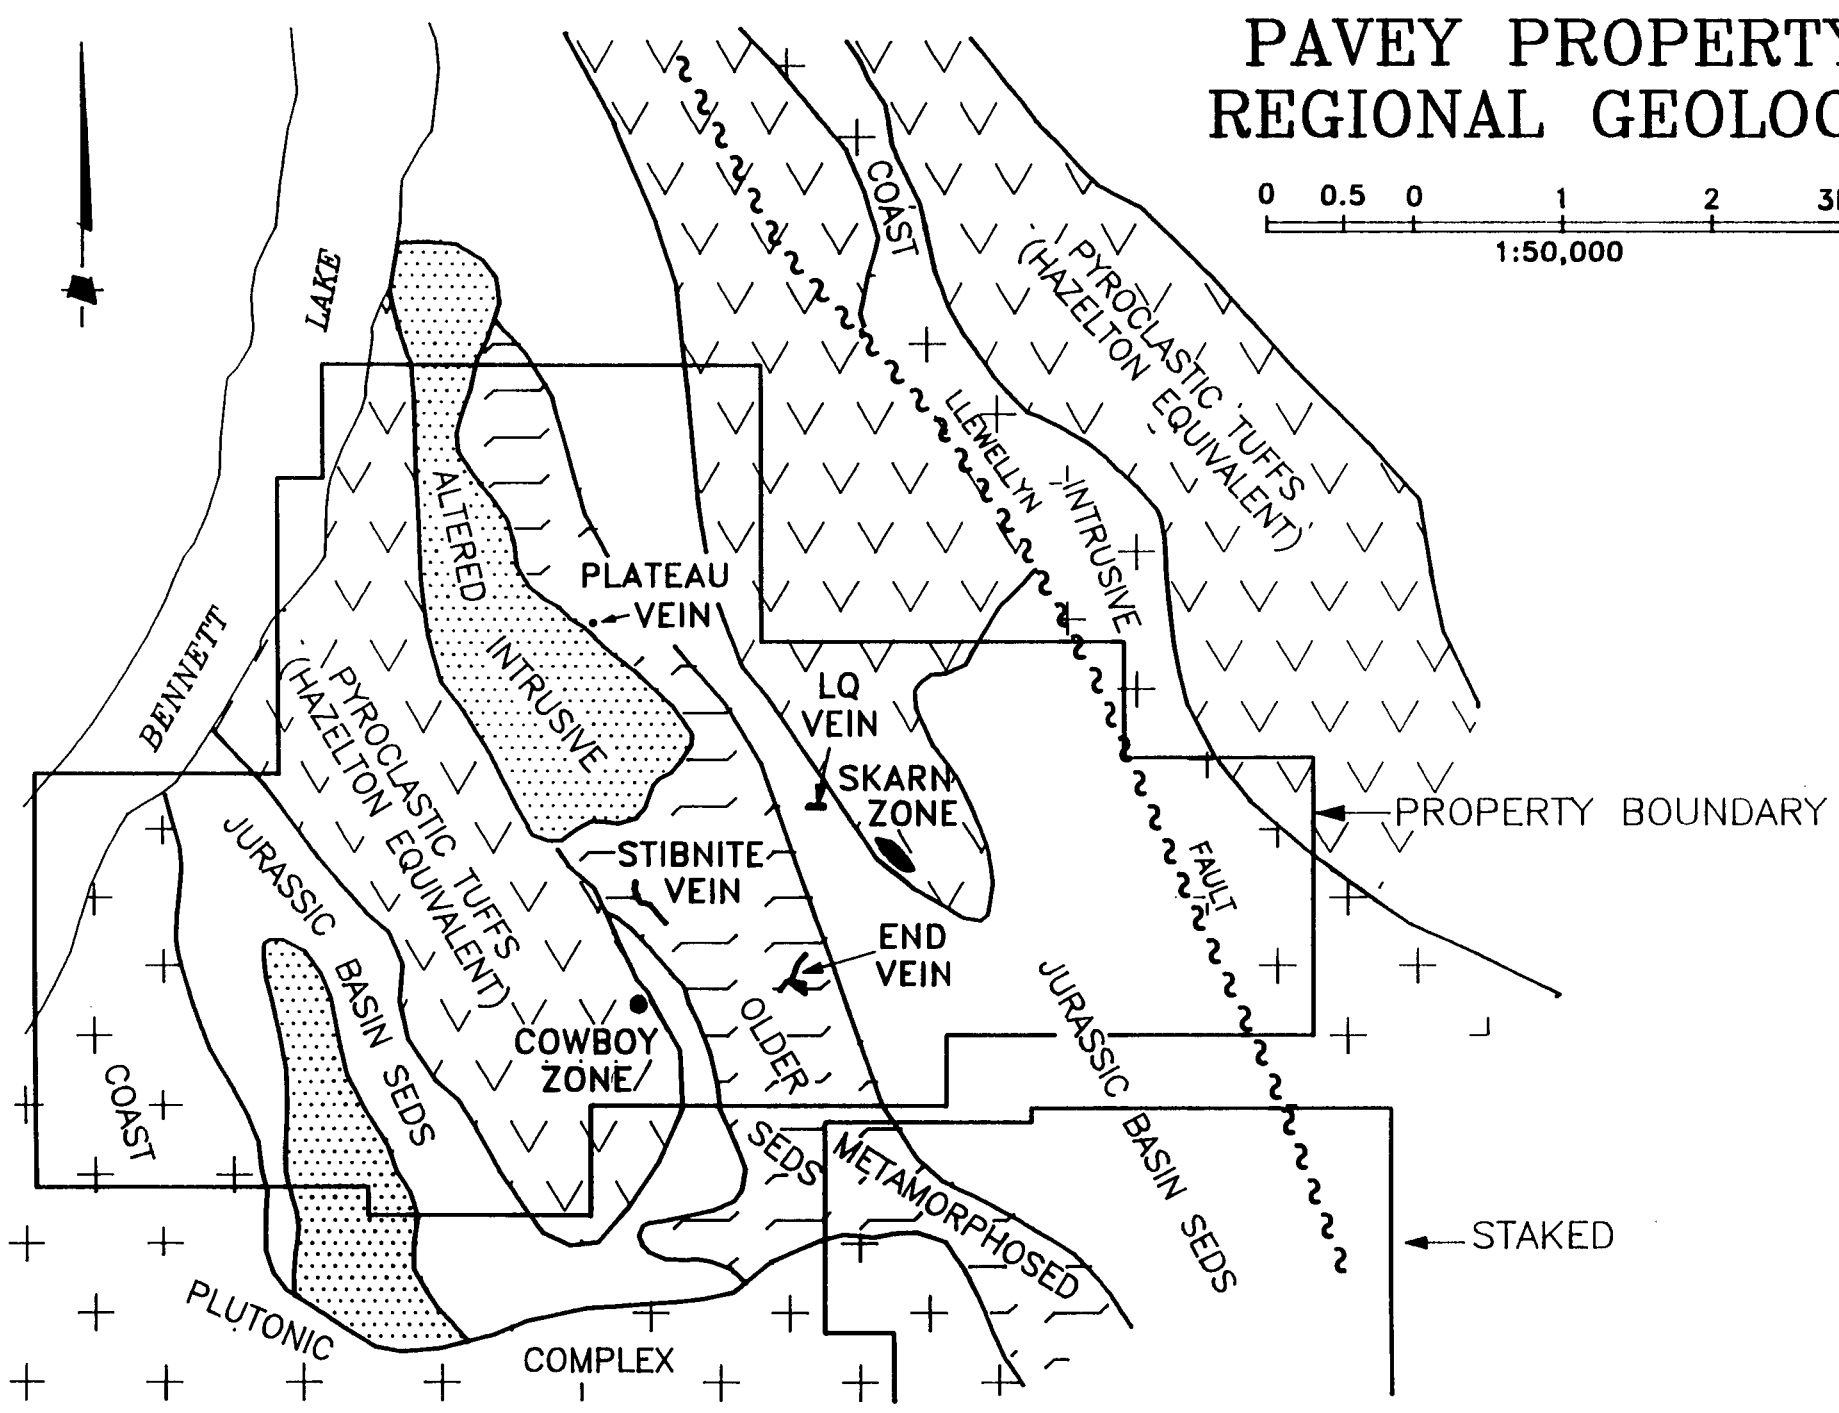 PAVEY PROPERTY
REGIONAL
0 0.5 0 1 2
1:50,000
COAST
LAKE
PYROCLASTIC TUFFS
(HAZELTON EQUIVALENT)
LLEWELLYN
INTRUSIVE
ALTERED
INTRUSIVE
PLATEAU
VEIN
BENNETT
PYROCLASTIC TUFFS
(HAZELTON EQUIVALENT)
LQ
VEIN
SKARN
ZONE
PROPERTY BOUNDARY
FAULT
JURASSIC BASIN SEDS
STIBNITE
VEIN
END
VEIN
OLDER
SEDS
METAMORPHOSED
JURASSIC BASIN SEDS
COWBOY
ZONE
COAST
PLUTONIC
COMPLEX
STAKED